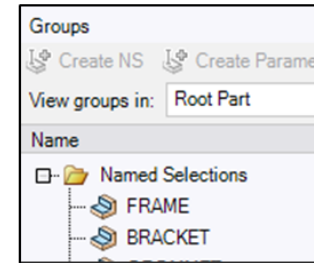 Groups
Create NS Create Parame
View groups in: Root Part
Name
Named Selections
FRAME
BRACKET